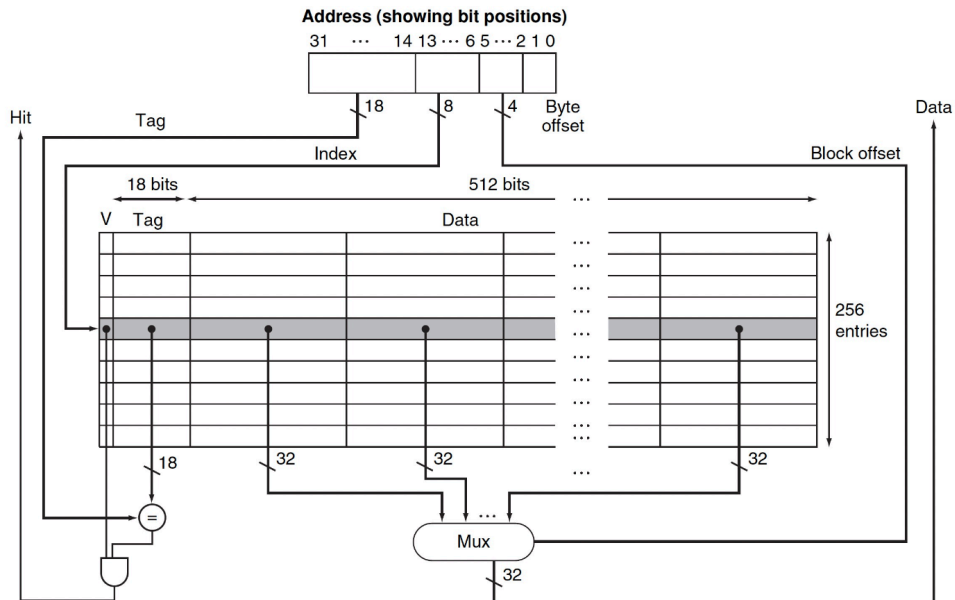 Address (showing bit positions)
31 ... 14 13 ... 6 5 ... 2 1 0
18
8
4
Byte
offset
Hit
Tag
Data
Index
Block offset
18 bits
512 bits
...
V
Tag
Data
...
...
...
...
...
...
...
...
...
...
256
entries
18
32
32
...
32
=
...
Mux
32